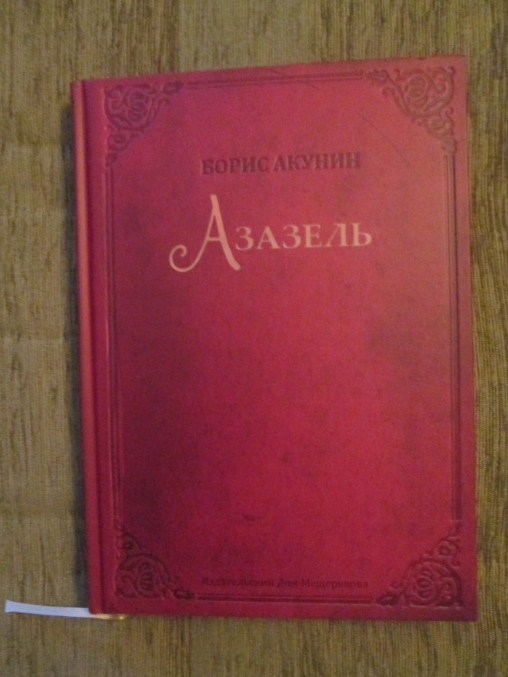 БОРИС АКУНИН
АЗАЗЕЛЬ
Издательский Дом Мещерякова